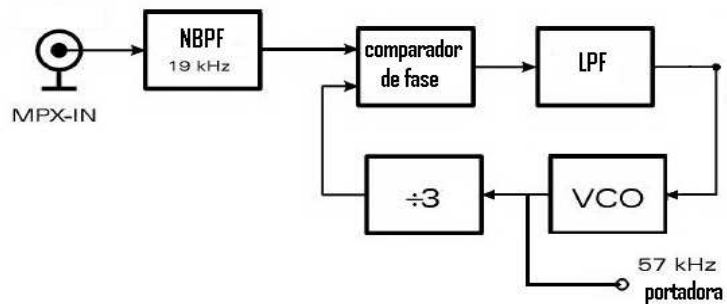 NBPF
19 kHz
comparador
de fase
LPF
MPX-IN
÷3
VCO
57 kHz
portadora